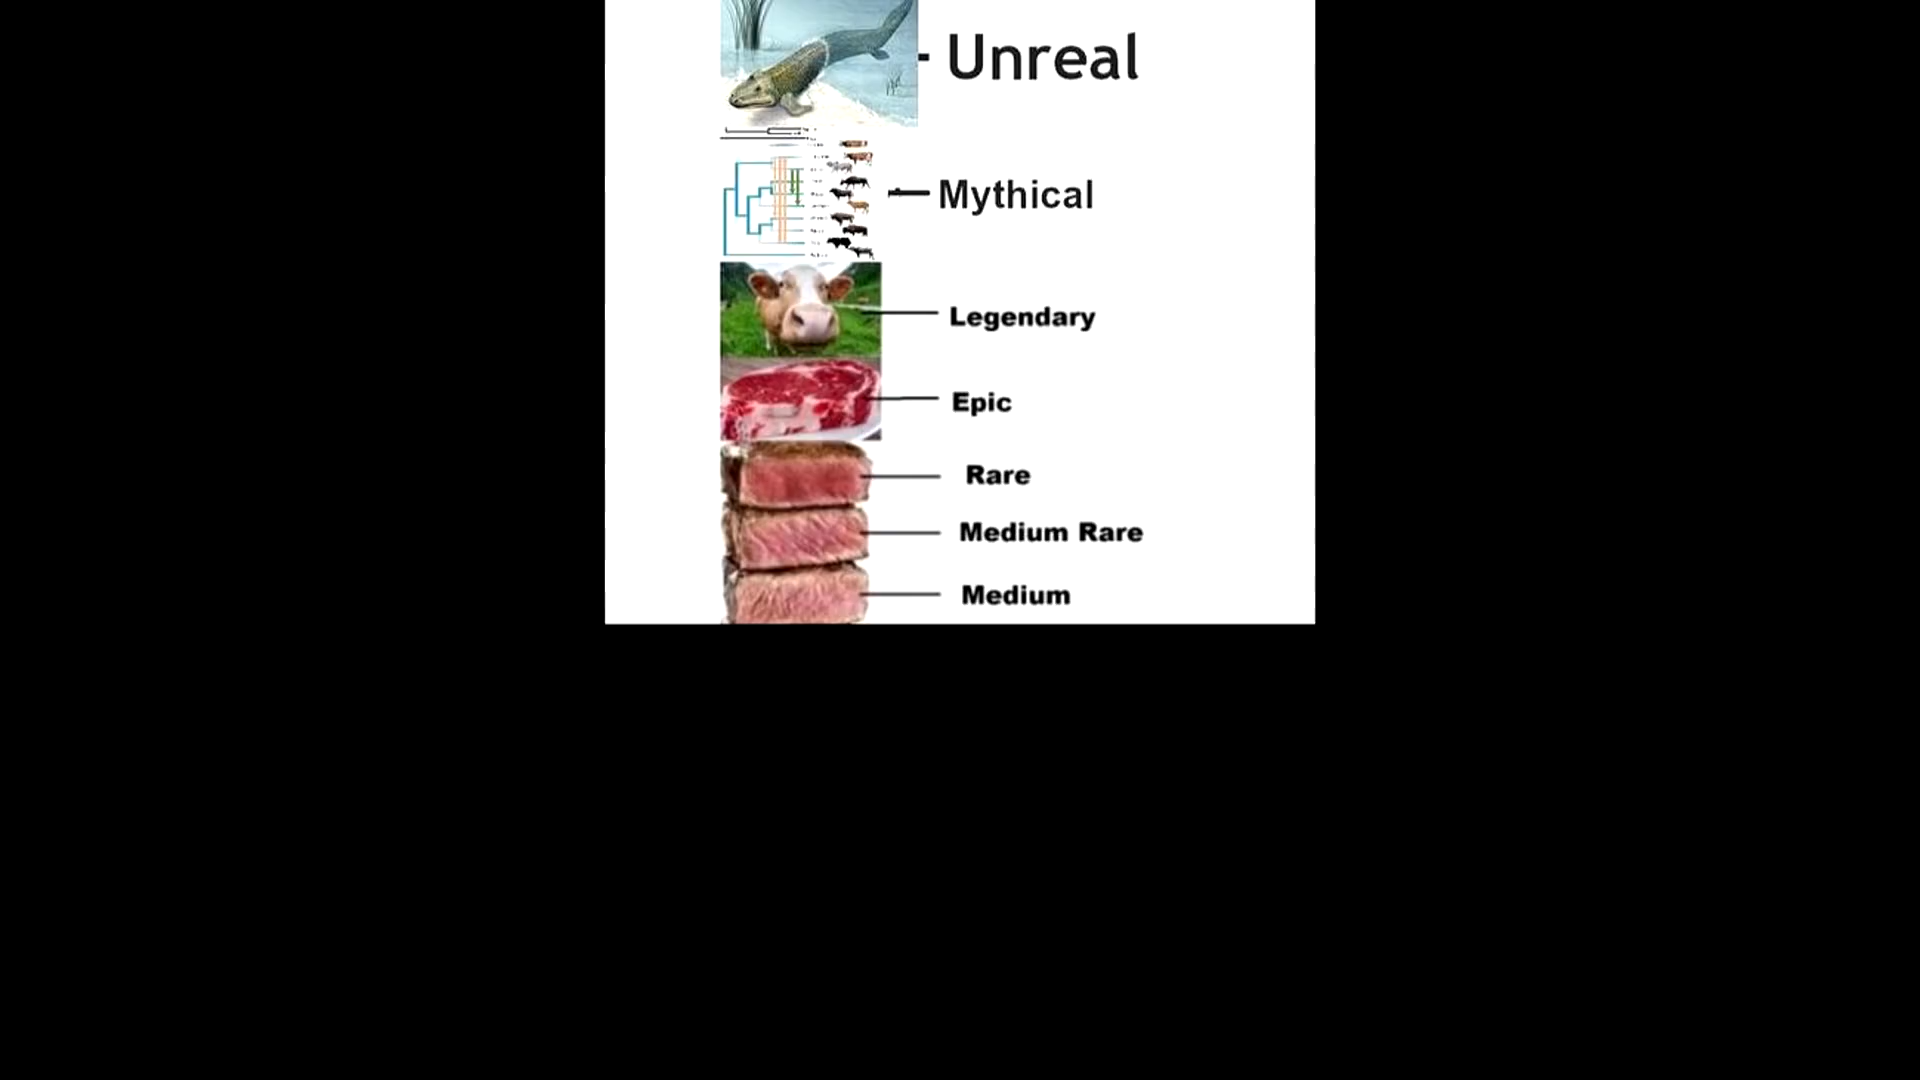 Unreal
Mythical
Legendary
Epic
Rare
Medium Rare
Medium